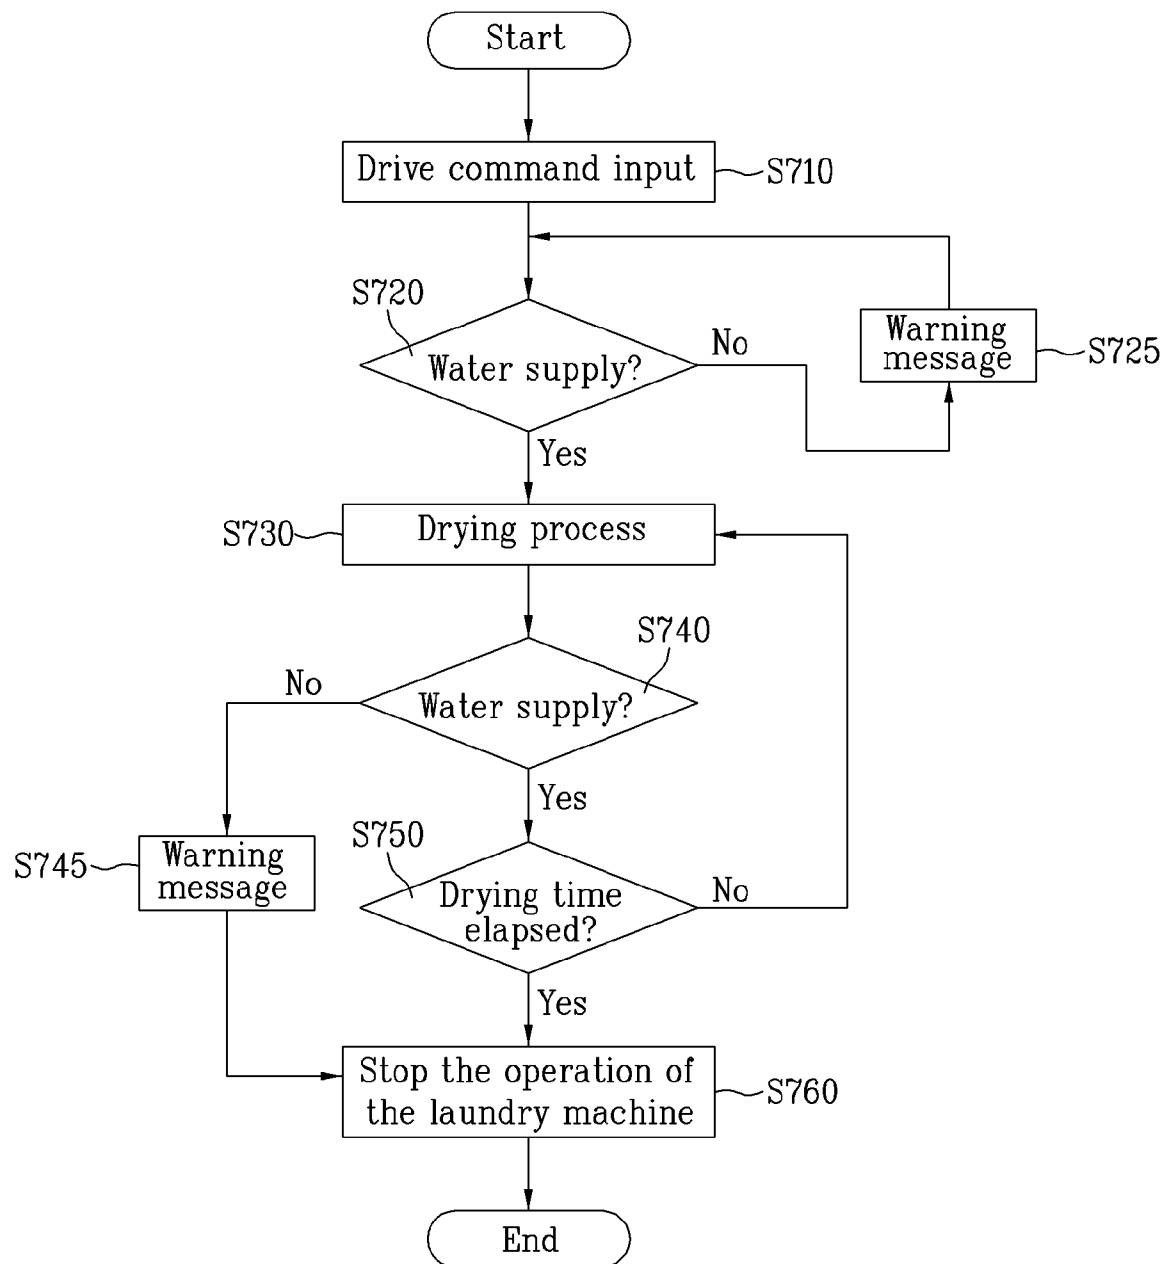 Start
Drive command input
S710
S720
Water supply?
No
Warning
message
S725
Yes
S730
Drying process
S740
No
Water supply?
Yes
S745
Warning
message
S750
Drying time
elapsed?
No
Yes
Stop the operation of
the laundry machine
S760
End